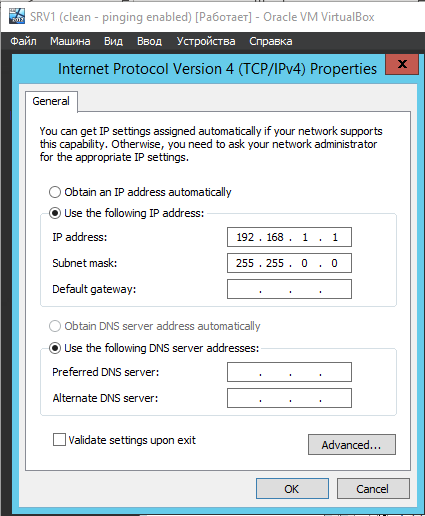 SRV1 (clean - pinging enabled) [Работает] - Oracle VM VirtualBox
Файл Машина Вид Ввод Устройства Справка
Internet Protocol Version 4 (TCP/IPv4) Properties X
General
You can get IP settings assigned automatically if your network supports
this capability. Otherwise, you need to ask your network administrator
for the appropriate IP settings.
Obtain an IP address automatically
Use the following IP address:
IP address: 192 . 168 . 1 . 1
Subnet mask: 255 . 255 . 0 . 0
Default gateway: . . .
Obtain DNS server address automatically
Use the following DNS server addresses:
Preferred DNS server: . . .
Alternate DNS server: . . .
Validate settings upon exit
Advanced...
OK Cancel